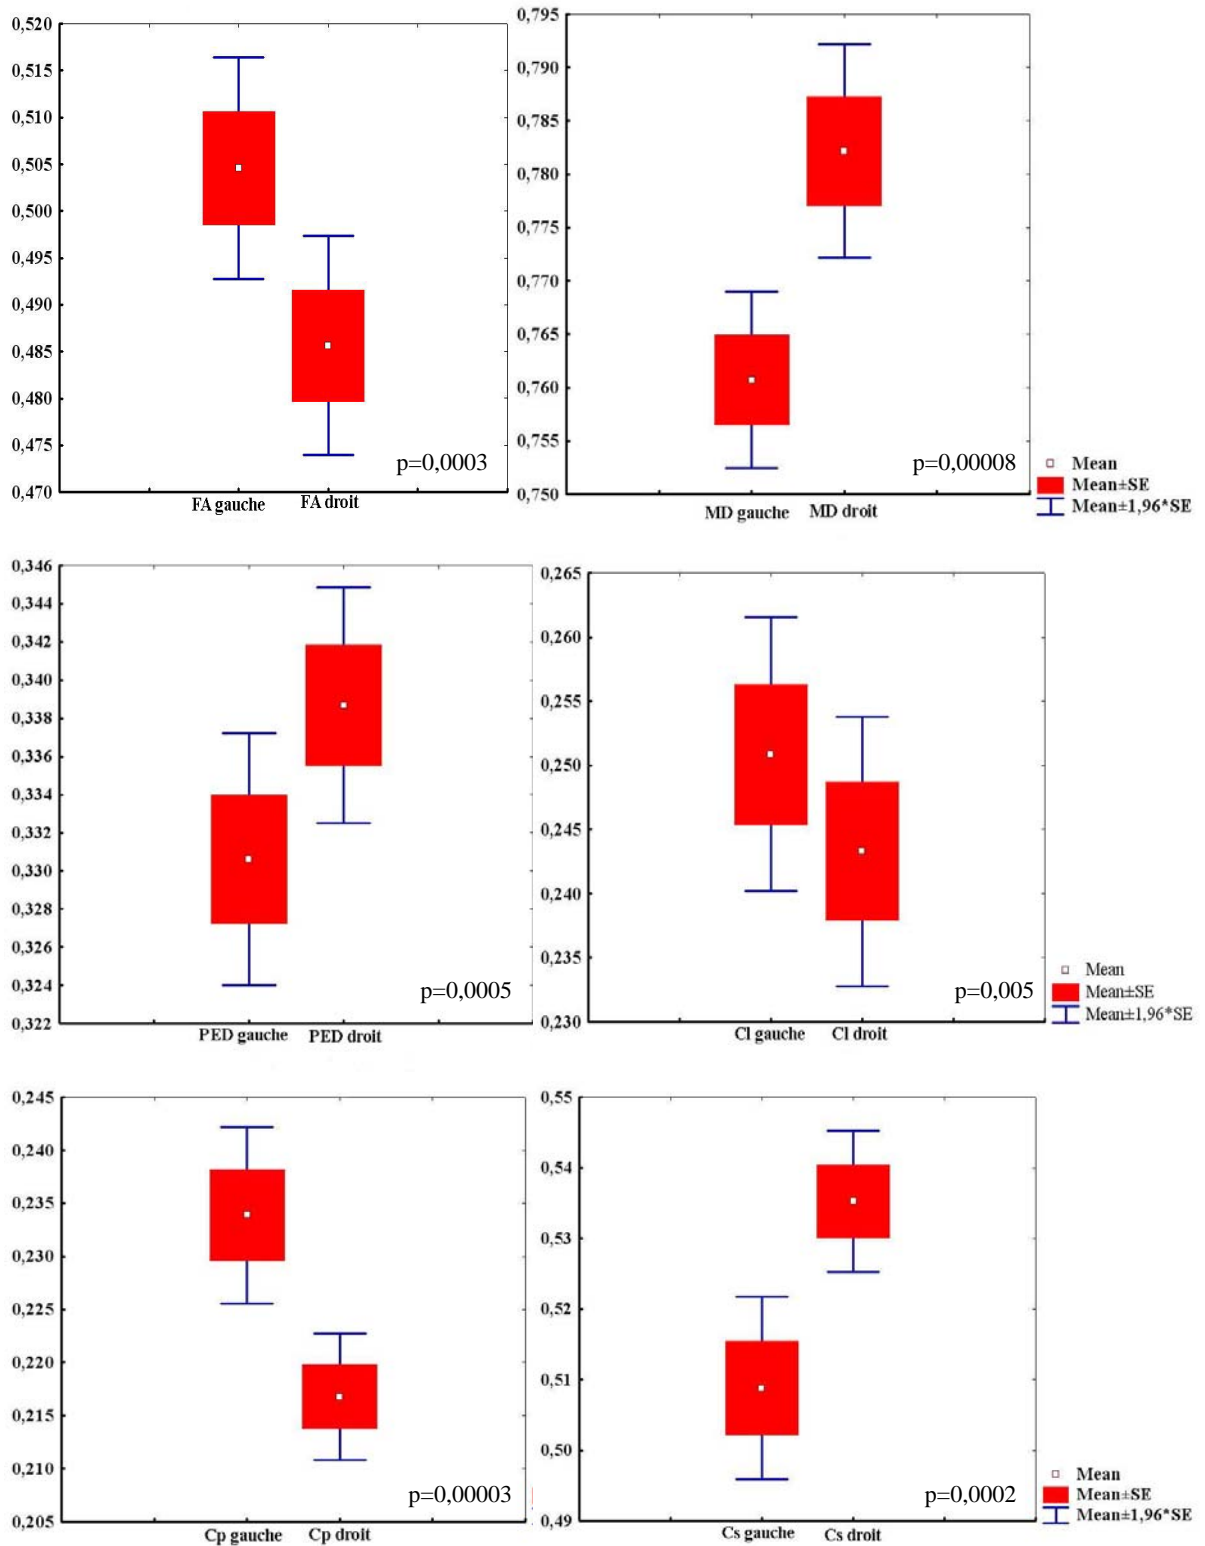 0,520
0,515
0,510
0,505
0,500
0,495
0,490
0,485
0,480
0,475
0,470
p=0,0003
FA gauche FA droit
0,795
0,790
0,785
0,780
0,775
0,770
0,765
0,760
0,755
0,750
p=0,00008
MD gauche MD droit
Mean
Mean±SE
Mean±1,96*SE
0,346
0,344
0,342
0,340
0,338
0,336
0,334
0,332
0,330
0,328
0,326
0,324
0,322
p=0,0005
PED gauche PED droit
0,265
0,260
0,255
0,250
0,245
0,240
0,235
0,230
p=0,005
Cl gauche Cl droit
Mean
Mean±SE
Mean±1,96*SE
0,245
0,240
0,235
0,230
0,225
0,220
0,215
0,210
0,205
p=0,00003
Cp gauche Cp droit
0,55
0,54
0,53
0,52
0,51
0,50
0,49
p=0,0002
Cs gauche Cs droit
Mean
Mean±SE
Mean±1,96*SE